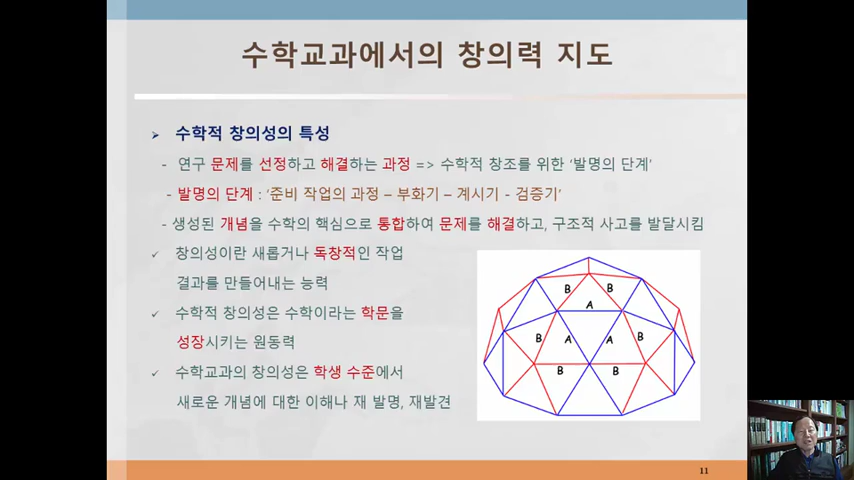 수학교과에서의 창의력 지도
➢ 수학적 창의성의 특성
- 연구 문제를 선정하고 해결하는 과정 => 수학적 창조를 위한 '발명의 단계'
- 발명의 단계 : '준비 작업의 과정 – 부화기 – 계시기 - 검증기'
- 생성된 개념을 수학의 핵심으로 통합하여 문제를 해결하고, 구조적 사고를 발달시킴
✓ 창의성이란 새롭거나 독창적인 작업
결과를 만들어내는 능력
✓ 수학적 창의성은 수학이라는 학문을
성장시키는 원동력
✓ 수학교과의 창의성은 학생 수준에서
새로운 개념에 대한 이해나 재 발명, 재발견
B B
A
B A A B
B B
11